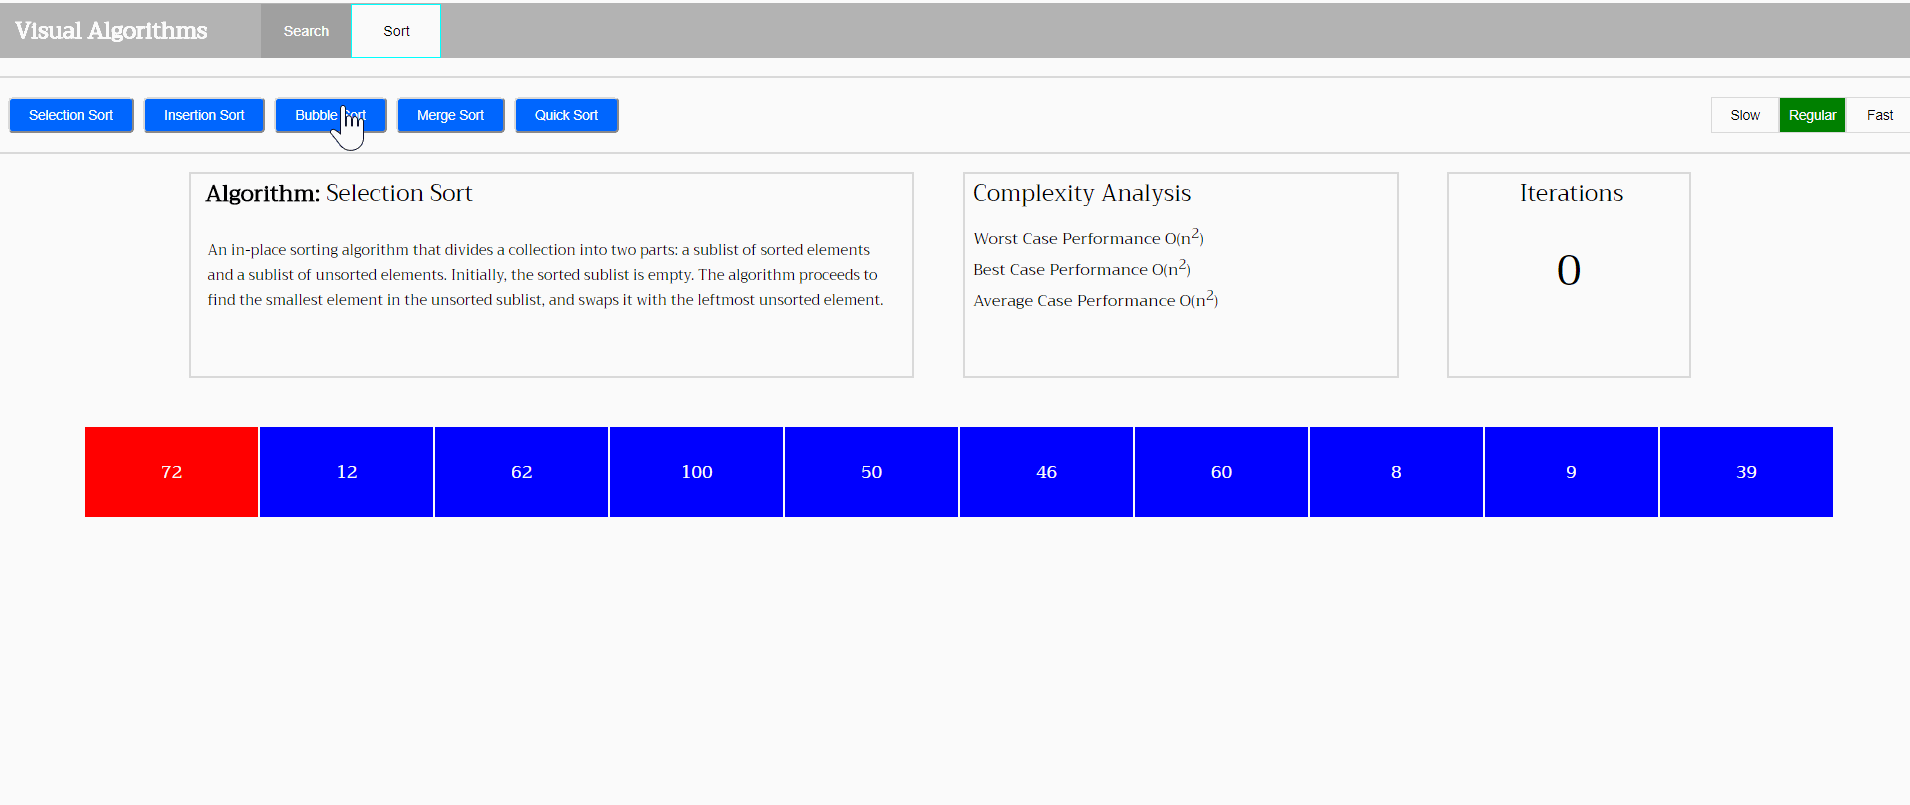 Visual Algorithms Search Sort
Selection Sort Insertion Sort Bubble Sort Merge Sort Quick Sort Slow Regular Fast
Algorithm: Selection Sort
An in-place sorting algorithm that divides a collection into two parts: a sublist of sorted elements
and a sublist of unsorted elements. Initially, the sorted sublist is empty. The algorithm proceeds to
find the smallest element in the unsorted sublist, and swaps it with the leftmost unsorted element.
Complexity Analysis
Worst Case Performance O(n²)
Best Case Performance O(n²)
Average Case Performance O(n²)
Iterations
0
72 12 62 100 50 46 60 8 9 39